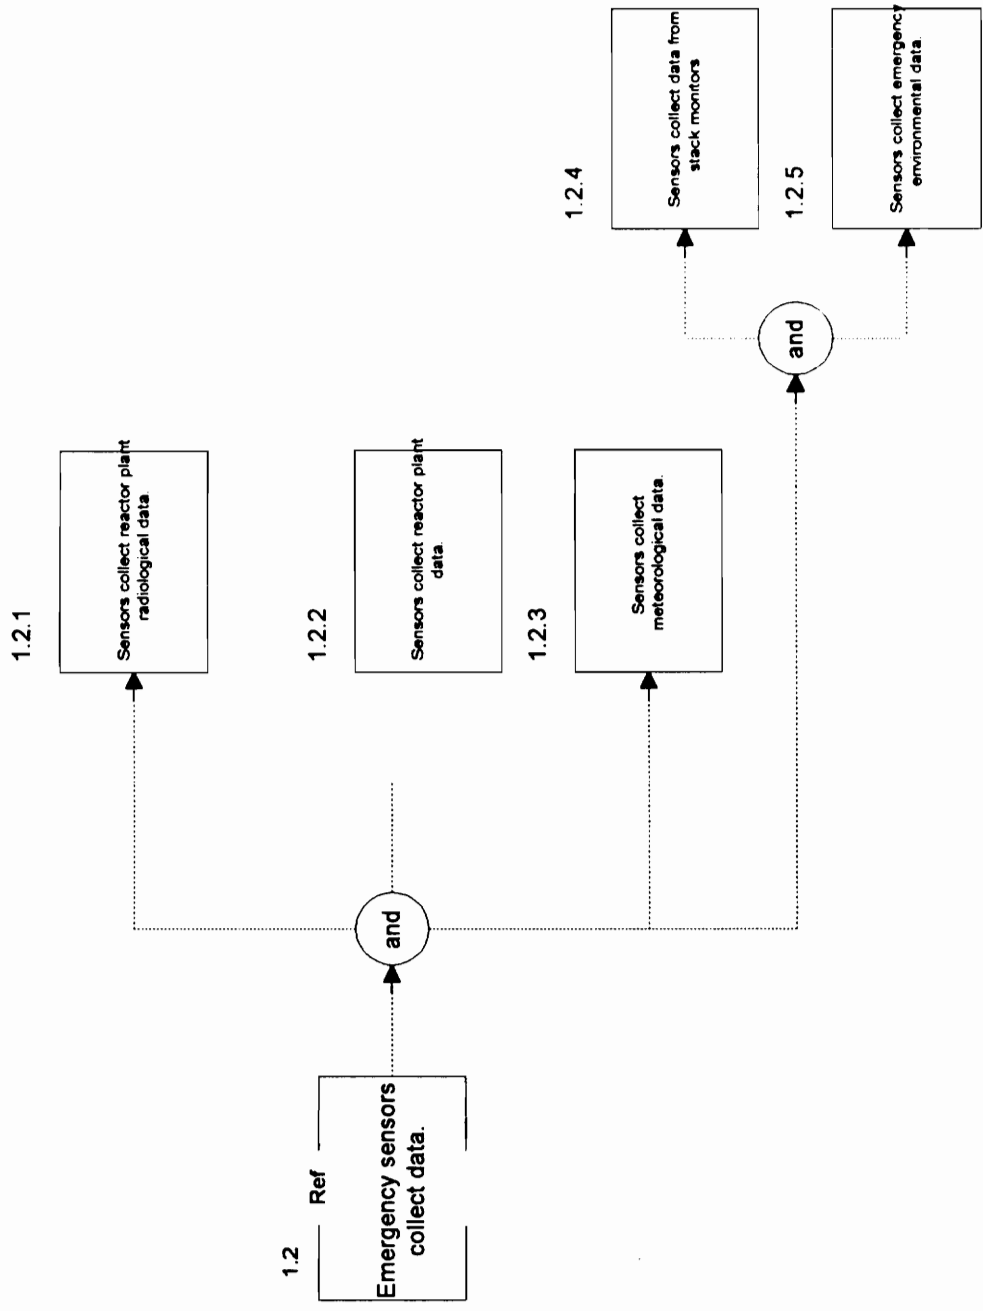 1.2
Ref
Emergency sensors
collect data.
and
1.2.1
Sensors collect reactor plant
radiological data.
1.2.2
Sensors collect reactor plant
data.
1.2.3
Sensors collect
meteorological data.
and
1.2.4
Sensors collect data from
stack monitors
1.2.5
Sensors collect emergency
environmental data.